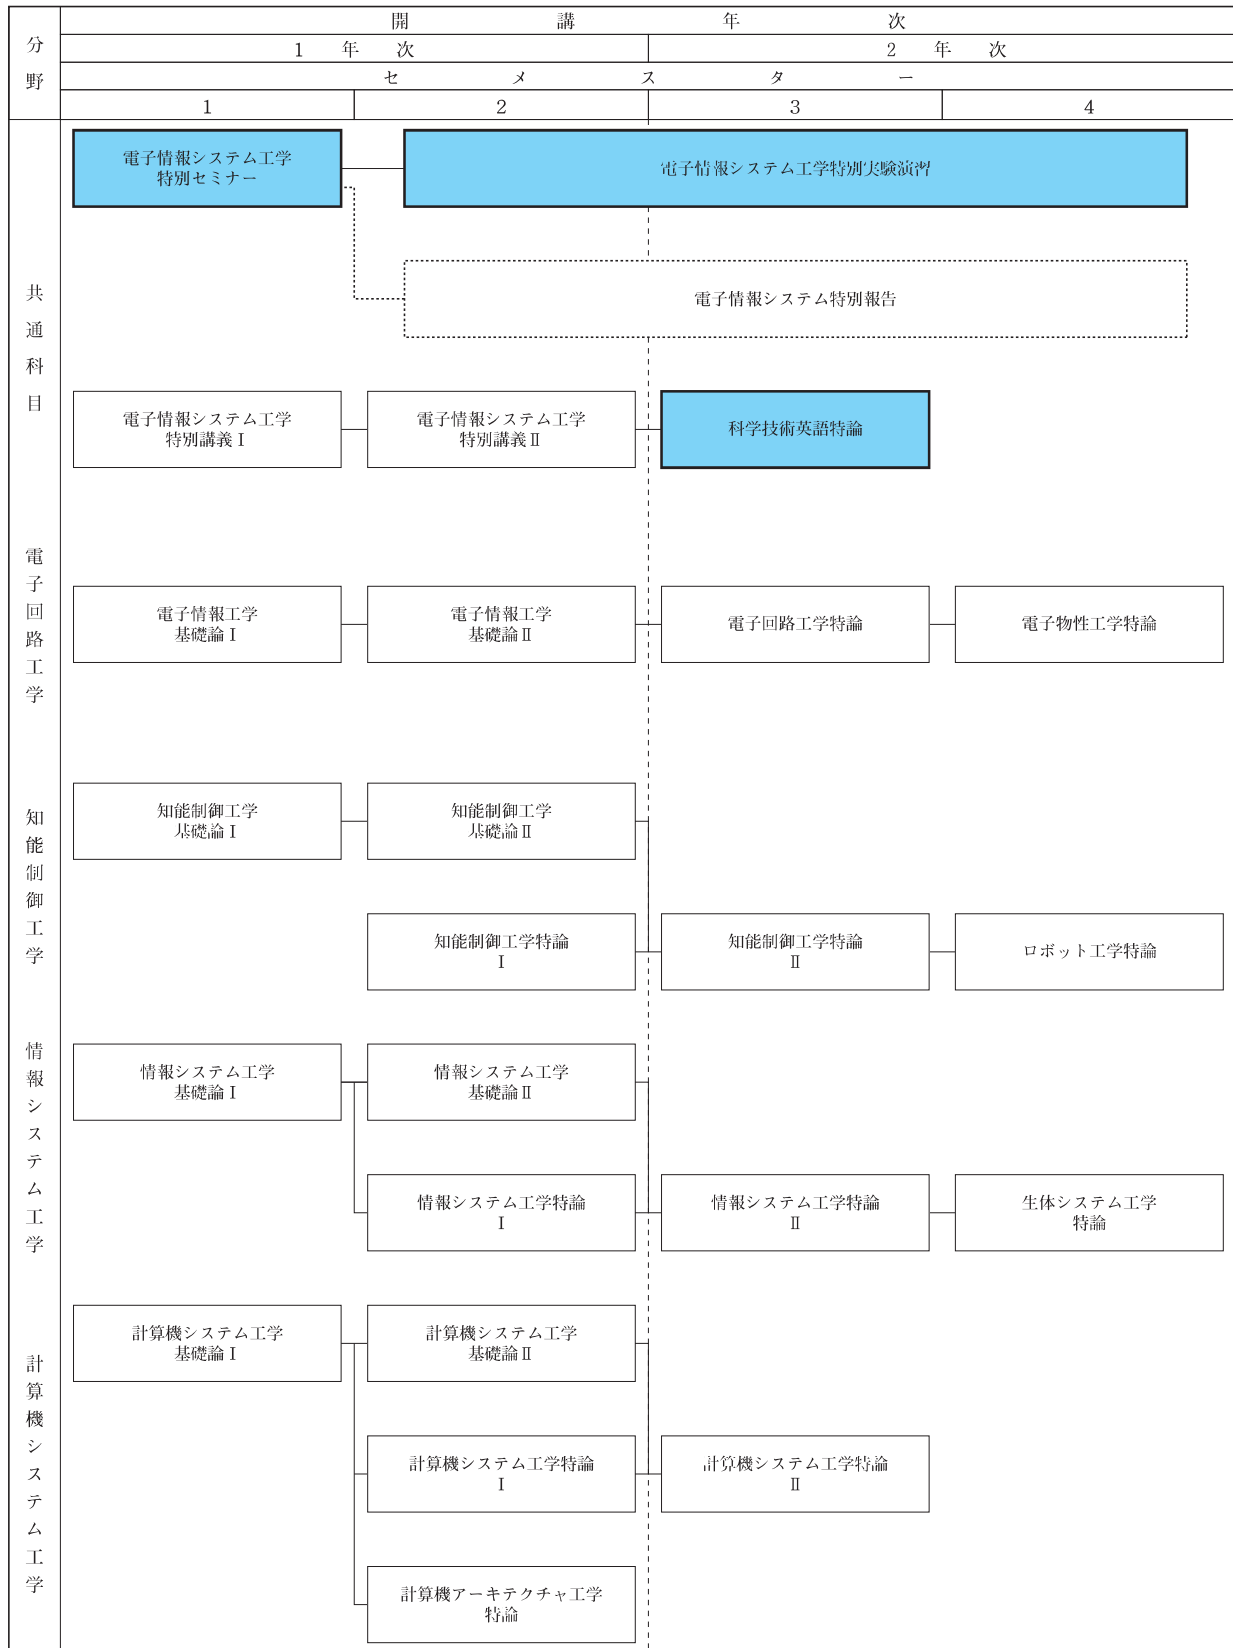 分野
開講年次
1年次
2年次
セメスター
1
2
3
4
共通科目
電子情報システム工学
特別セミナー
電子情報システム工学特別実験演習
電子情報システム特別報告
電子情報システム工学
特別講義Ⅰ
電子情報システム工学
特別講義Ⅱ
科学技術英語特論
電子回路工学
電子情報工学
基礎論Ⅰ
電子情報工学
基礎論Ⅱ
電子回路工学特論
電子物性工学特論
知能制御工学
知能制御工学
基礎論Ⅰ
知能制御工学
基礎論Ⅱ
知能制御工学特論
Ⅰ
知能制御工学特論
Ⅱ
ロボット工学特論
情報システム工学
情報システム工学
基礎論Ⅰ
情報システム工学
基礎論Ⅱ
情報システム工学特論
Ⅰ
情報システム工学特論
Ⅱ
生体システム工学
特論
計算機システム工学
計算機システム工学
基礎論Ⅰ
計算機システム工学
基礎論Ⅱ
計算機システム工学特論
Ⅰ
計算機システム工学特論
Ⅱ
計算機アーキテクチャ工学
特論